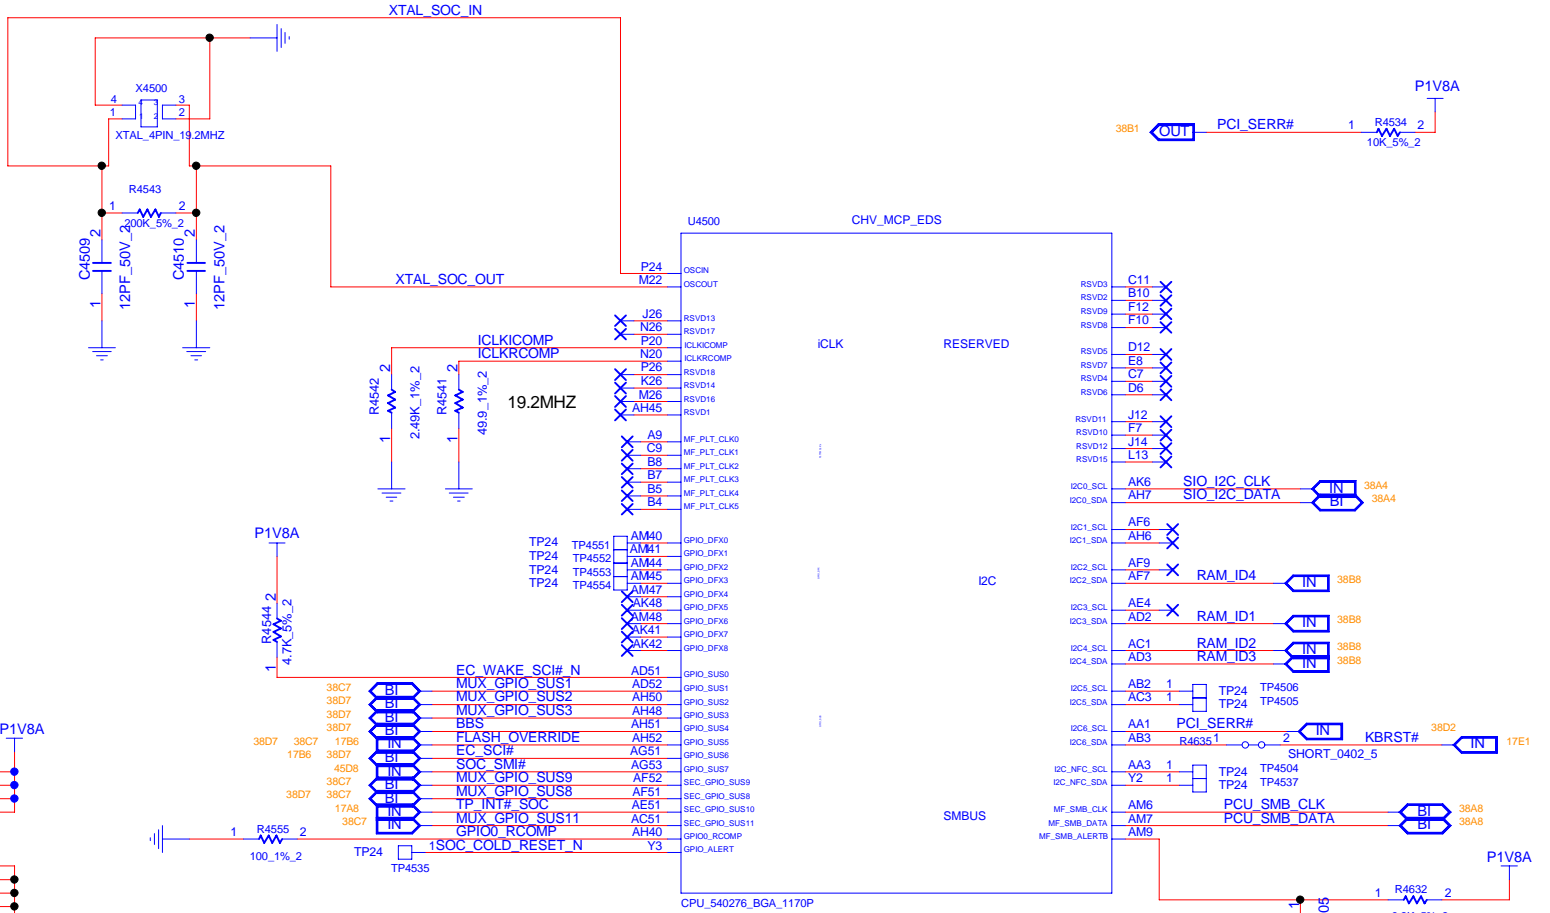 XTAL_SOC_IN
X4500
4
3
1
2
4 3
1 2
XTAL_4PIN_19.2MHZ
P1V8A
38B1
OUT
PCI_SERR#
1
R4534
2
10K_5%_2
R4543
1
2
200K_5%_2
2
C4509
1
12PF_50V_2
2
C4510
1
12PF_50V_2
XTAL_SOC_OUT
U4500
CHV_MCP_EDS
P24 OSCIN
M22 OSCOUT
J26 RSVD13
N26 RSVD17
ICLKICOMP P20 ICLKICOMP
ICLKRCOMP N20 ICLKRCOMP
P26 RSVD18
K26 RSVD14
M26 RSVD16
AH45 RSVD1
2
R4542
1
2.49K_1%_2
2
R4541
1
49.9_1%_2
19.2MHZ
iCLK
RESERVED
A9 MF_PLT_CLK0
C9 MF_PLT_CLK1
B8 MF_PLT_CLK2
B7 MF_PLT_CLK3
B5 MF_PLT_CLK4
B4 MF_PLT_CLK5
TP24 TP4551 AM40 GPIO_DFX0
TP24 TP4552 AM41 GPIO_DFX1
TP24 TP4553 AM44 GPIO_DFX2
TP24 TP4554 AM45 GPIO_DFX3
AM47 GPIO_DFX4
AK48 GPIO_DFX5
AM48 GPIO_DFX6
AK41 GPIO_DFX7
AK42 GPIO_DFX8
P1V8A
2
R4544
1
4.7K_5%_2
EC_WAKE_SCI#_N AD51 GPIO_SUS0
38C7 BI MUX_GPIO_SUS1 AD52 GPIO_SUS1
38D7 BI MUX_GPIO_SUS2 AH50 GPIO_SUS2
38D7 BI MUX_GPIO_SUS3 AH48 GPIO_SUS3
38D7 BI BBS AH51 GPIO_SUS4
38D7 38C7 17B6 IN FLASH_OVERRIDE AH52 GPIO_SUS5
17B6 38D7 BI EC_SCI# AG51 GPIO_SUS6
45D8 IN SOC_SMI# AG53 GPIO_SUS7
38C7 BI MUX_GPIO_SUS9 AF52 SEC_GPIO_SUS9
38D7 38C7 BI MUX_GPIO_SUS8 AF51 SEC_GPIO_SUS8
17A8 IN TP_INT#_SOC AE51 SEC_GPIO_SUS10
38C7 IN MUX_GPIO_SUS11 AC51 SEC_GPIO_SUS11
1 R4555 2 GPIO0_RCOMP AH40 GPIO0_RCOMP
100_1%_2
TP24 1 SOC_COLD_RESET_N Y3 GPIO_ALERT
TP4535
P1V8A
RSVD3 C11
RSVD2 B10
RSVD9 F12
RSVD8 F10
RSVD5 D12
RSVD7 E8
RSVD4 C7
RSVD6 D6
RSVD11 J12
RSVD10 F7
RSVD12 J14
RSVD15 L13
I2C
I2C0_SCL AK6 SIO_I2C_CLK IN 38A4
I2C0_SDA AH7 SIO_I2C_DATA BI 38A4
I2C1_SCL AF6
I2C1_SDA AH6
I2C2_SCL AF9
I2C2_SDA AF7 RAM_ID4 IN 38B8
I2C3_SCL AE4
I2C3_SDA AD2 RAM_ID1 IN 38B8
I2C4_SCL AC1 RAM_ID2 IN 38B8
I2C4_SDA AD3 RAM_ID3 IN 38B8
I2C5_SCL AB2 1 TP24 TP4506
I2C5_SDA AC3 1 TP24 TP4505
I2C6_SCL AA1 PCI_SERR# IN 38D2
I2C6_SDA AB3 R4635 1 2 KBRST# IN 17E1
SHORT_0402_5
I2C_NFC_SCL AA3 1 TP24 TP4504
I2C_NFC_SDA Y2 1 TP24 TP4537
SMBUS
MF_SMB_CLK AM6 PCU_SMB_CLK BI 38A8
MF_SMB_DATA AM7 PCU_SMB_DATA BI 38A8
MF_SMB_ALERTB AM9
P1V8A
1 R4632 2
1
05
CPU_540276_BGA_1170P